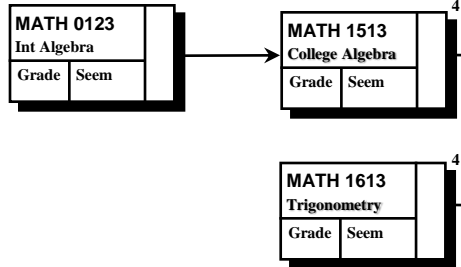 MATH 0123
Int Algebra
Grade Seem
4
MATH 1513
College Algebra
Grade Seem
4
MATH 1613
Trigonometry
Grade Seem